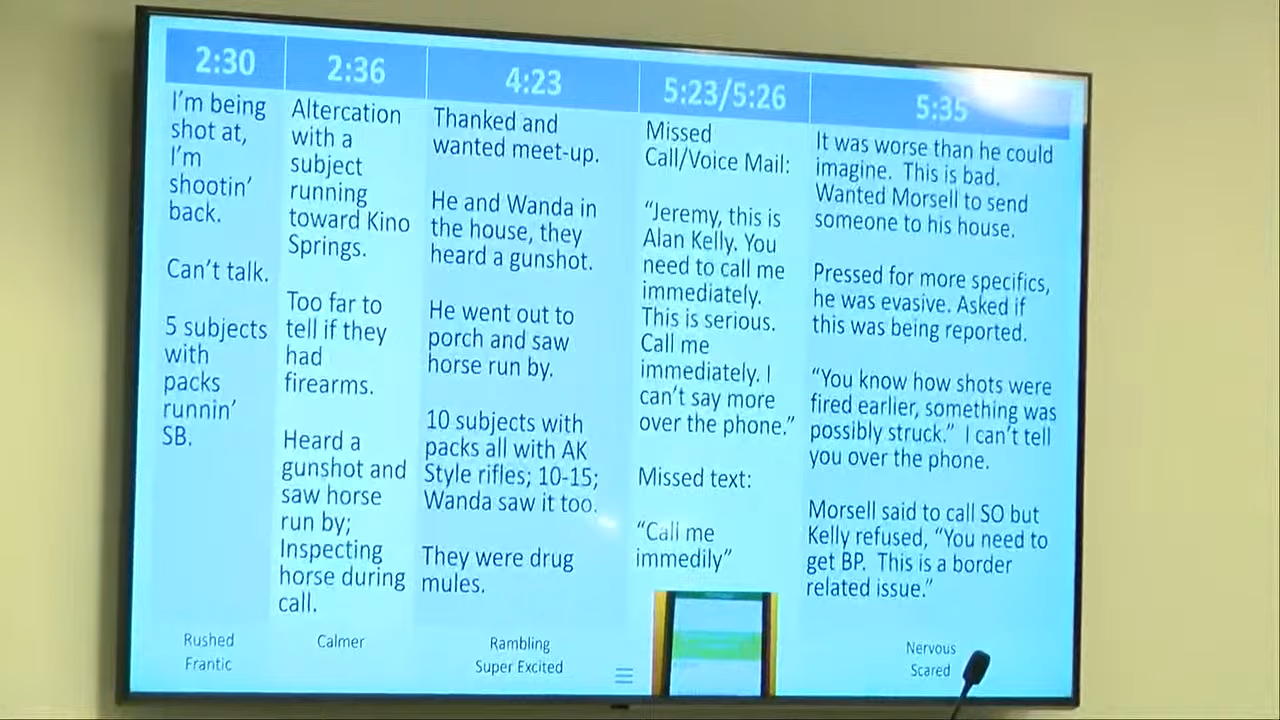 2:30
I'm being
shot at,
I'm
shootin'
back.
Can't talk.
5 subjects
with
packs
runnin'
SB.
Rushed
Frantic
2:36
Altercation
with a
subject
running
toward Kino
Springs.
Too far to
tell if they
had
firearms.
Heard a
gunshot and
saw horse
run by;
Inspecting
horse during
call.
Calmer
4:23
Thanked and
wanted meet-up.
He and Wanda in
the house, they
heard a gunshot.
He went out to
porch and saw
horse run by.
10 subjects with
packs all with AK
Style rifles; 10-15;
Wanda saw it too.
They were drug
mules.
Rambling
Super Excited
5:23/5:26
Missed
Call/Voice Mail:
"Jeremy, this is
Alan Kelly. You
need to call me
immediately.
This is serious.
Call me
immediately. I
can't say more
over the phone."
Missed text:
"Call me
immedily"
5:35
It was worse than he could
imagine. This is bad.
Wanted Morsell to send
someone to his house.
Pressed for more specifics,
he was evasive. Asked if
this was being reported.
"You know how shots were
fired earlier, something was
possibly struck." I can't tell
you over the phone.
Morsell said to call SO but
Kelly refused, "You need to
get BP. This is a border
related issue."
Nervous
Scared